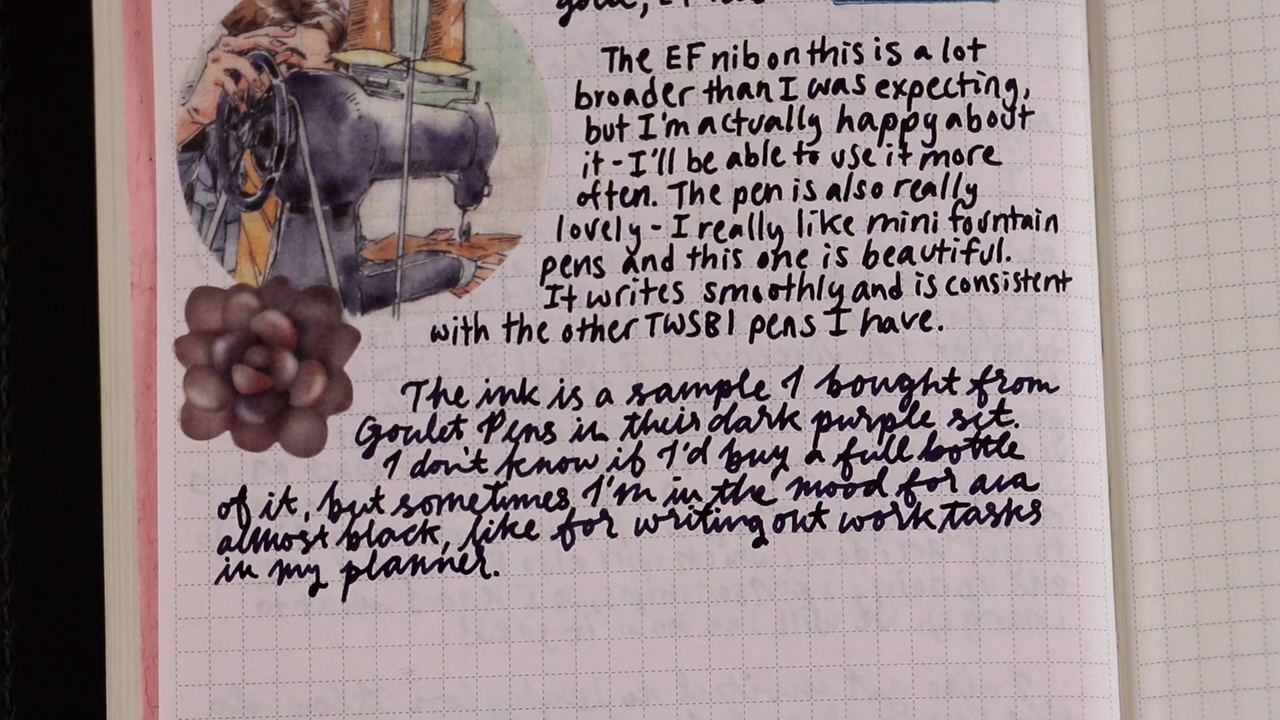 The EF nib on this is a lot
broader than I was expecting,
but I'm actually happy about
it - I'll be able to use it more
often. The pen is also really
lovely - I really like mini fountain
pens and this one is beautiful.
It writes smoothly and is consistent
with the other TWSBI pens I have.
The ink is a sample I bought from
Goulet Pens in their dark purple set.
I don't know if I'd buy a full bottle
of it, but sometimes I'm in the mood for an
almost black, like for writing out work tasks
in my planner.